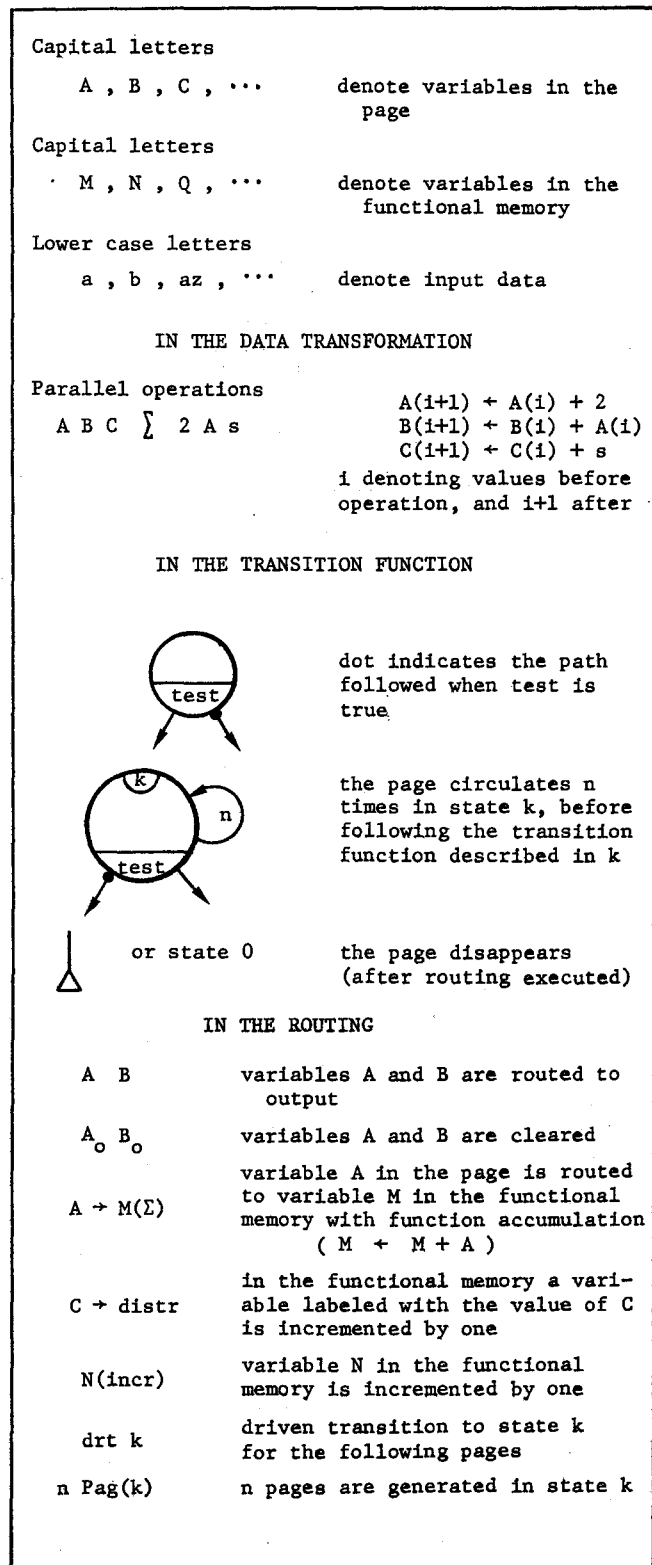 Capital letters
A , B , C , ··· denote variables in the
page
Capital letters
M , N , Q , ··· denote variables in the
functional memory
Lower case letters
a , b , az , ··· denote input data
IN THE DATA TRANSFORMATION
Parallel operations
A(i+1) ← A(i) + 2
A B C ∑ 2 A s
B(i+1) ← B(i) + A(i)
C(i+1) ← C(i) + s
i denoting values before
operation, and i+1 after
IN THE TRANSITION FUNCTION
test
dot indicates the path
followed when test is
true
k
n
test
the page circulates n
times in state k, before
following the transition
function described in k
or state 0 the page disappears
(after routing executed)
IN THE ROUTING
A B variables A and B are routed to
output
A₀ B₀ variables A and B are cleared
variable A in the page is routed
A → M(Σ) to variable M in the functional
memory with function accumulation
( M ← M + A )
in the functional memory a vari-
C → distr able labeled with the value of C
is incremented by one
N(incr) variable N in the functional
memory is incremented by one
drt k driven transition to state k
for the following pages
n Pag(k) n pages are generated in state k